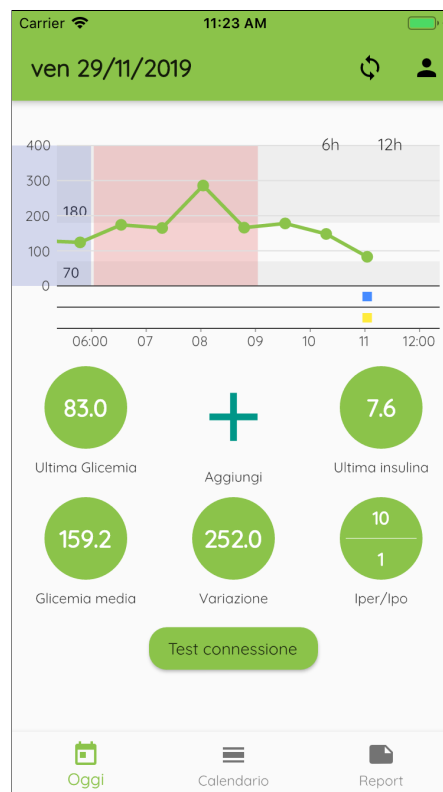 Carrier 11:23 AM
ven 29/11/2019
400 6h 12h
300
200 180
100
70
0
06:00 07 08 09 10 11 12:00
83.0 7.6
Ultima Glicemia Aggiungi Ultima insulina
159.2 252.0 10
1
Glicemia media Variazione Iper/Ipo
Test connessione
Oggi Calendario Report